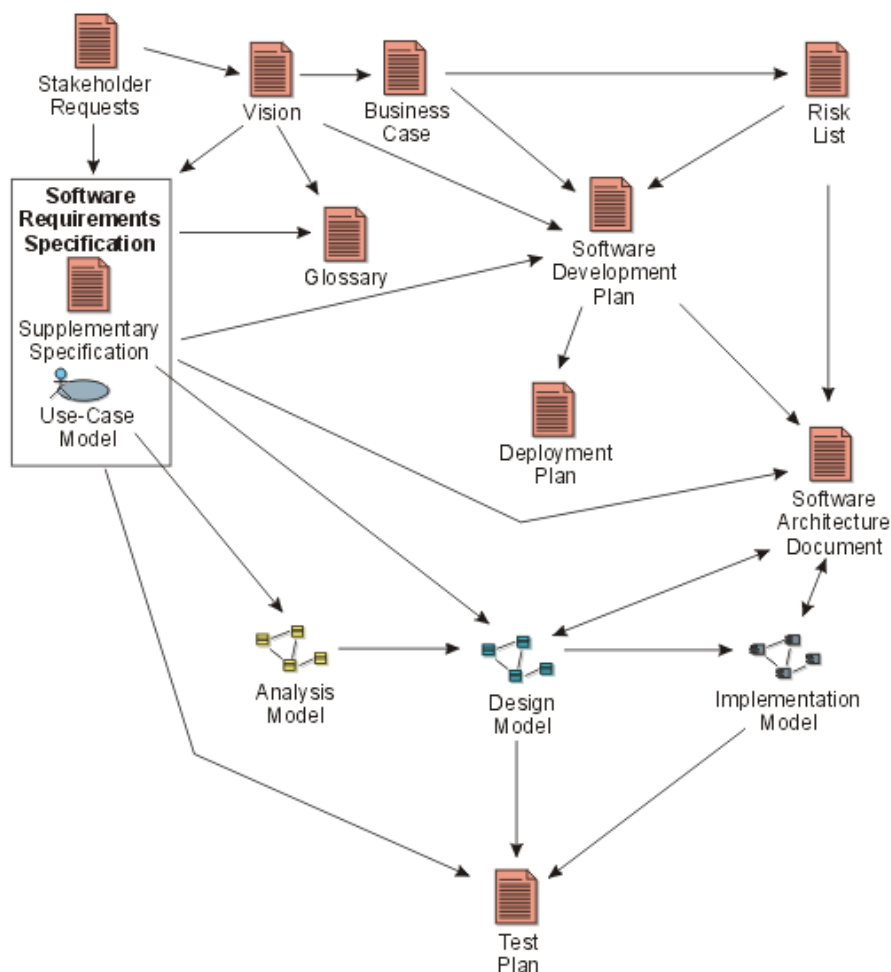 Stakeholder
Requests
Vision
Business
Case
Risk
List
Software
Requirements
Specification
Supplementary
Specification
Use-Case
Model
Glossary
Software
Development
Plan
Deployment
Plan
Software
Architecture
Document
Analysis
Model
Design
Model
Implementation
Model
Test
Plan